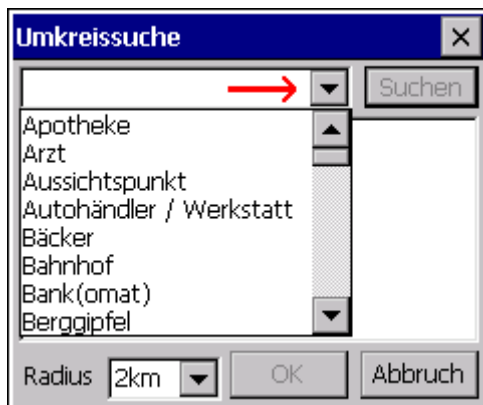 Umkreissuche
Suchen
Apotheke
Arzt
Aussichtspunkt
Autohändler / Werkstatt
Bäcker
Bahnhof
Bank(omat)
Berggipfel
Radius 2km OK Abbruch